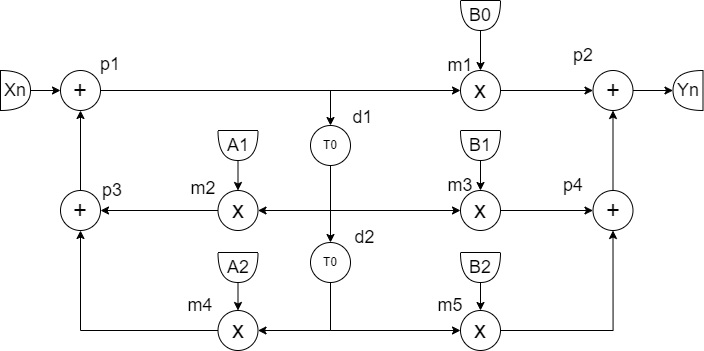 B0
p1
m1
p2
Xn
+
x
+
Yn
d1
T0
A1
B1
p3
m2
m3
p4
+
x
x
+
d2
T0
A2
B2
m4
m5
x
x